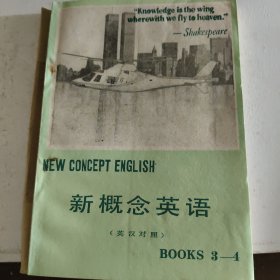 "Knowledge is the wing
wherewith we fly to heaven."
— Shakespeare
NEW CONCEPT ENGLISH
新概念英语
（英汉对照）
BOOKS 3—4